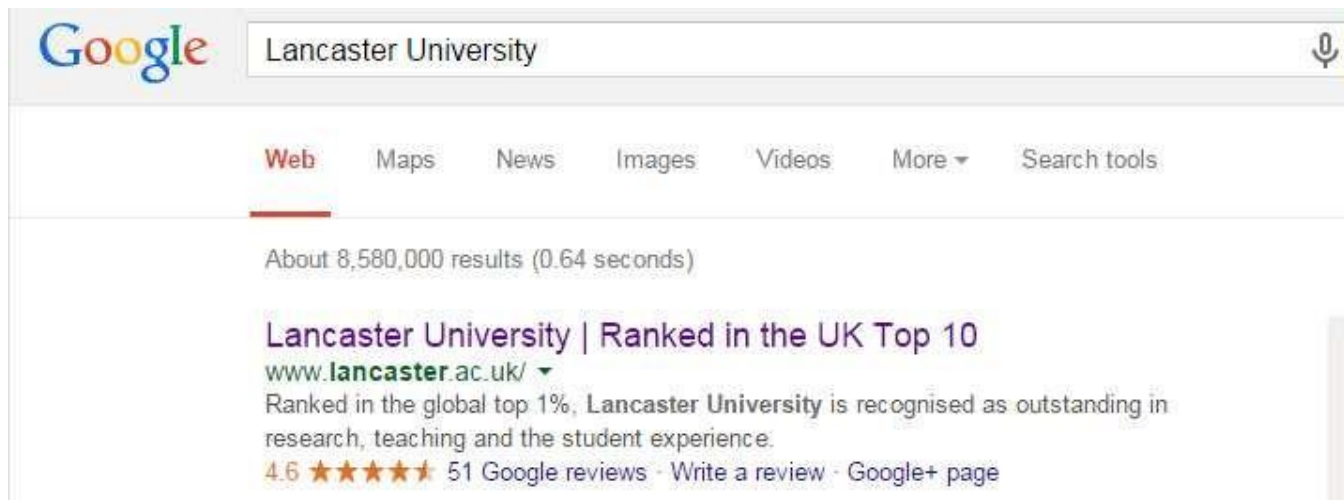 Google Lancaster University
Web Maps News Images Videos More Search tools
About 8,580,000 results (0.64 seconds)
Lancaster University | Ranked in the UK Top 10
www.lancaster.ac.uk/
Ranked in the global top 1%, Lancaster University is recognised as outstanding in
research, teaching and the student experience.
4.6 51 Google reviews · Write a review · Google+ page